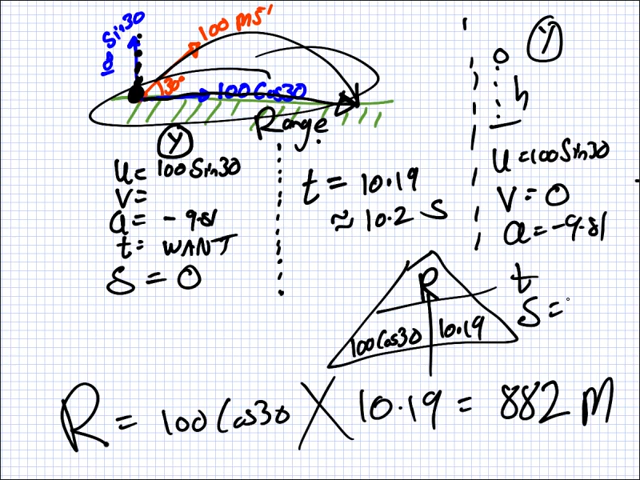 100 Sin30
100 ms⁻¹
30°
100 Cos30
Range
Y
U = 100 Sin30
V =
a = -9.81
t = WANT
S = 0
t = 10.19
≈ 10.2 S
Y
h
U = 100 Sin30
V = 0
a = -9.81
t
S =
R
100 Cos30
10.19
R = 100 Cos30 X 10.19 = 882 M